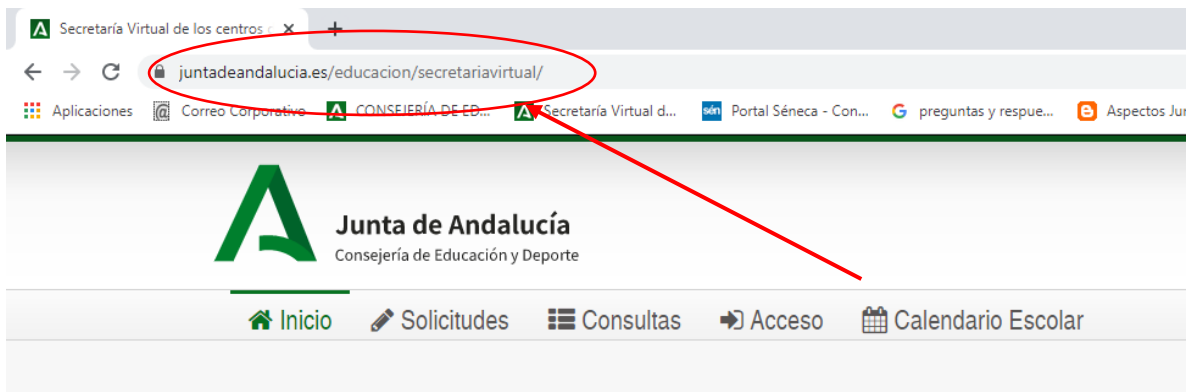 Secretaría Virtual de los centros
juntadeandalucia.es/educacion/secretariavirtual/
Aplicaciones Correo Corporativo CONSEJERÍA DE ED... Secretaría Virtual d... sén Portal Séneca - Con... G preguntas y respue... Aspectos Jur
Junta de Andalucía
Consejería de Educación y Deporte
Inicio Solicitudes Consultas Acceso Calendario Escolar